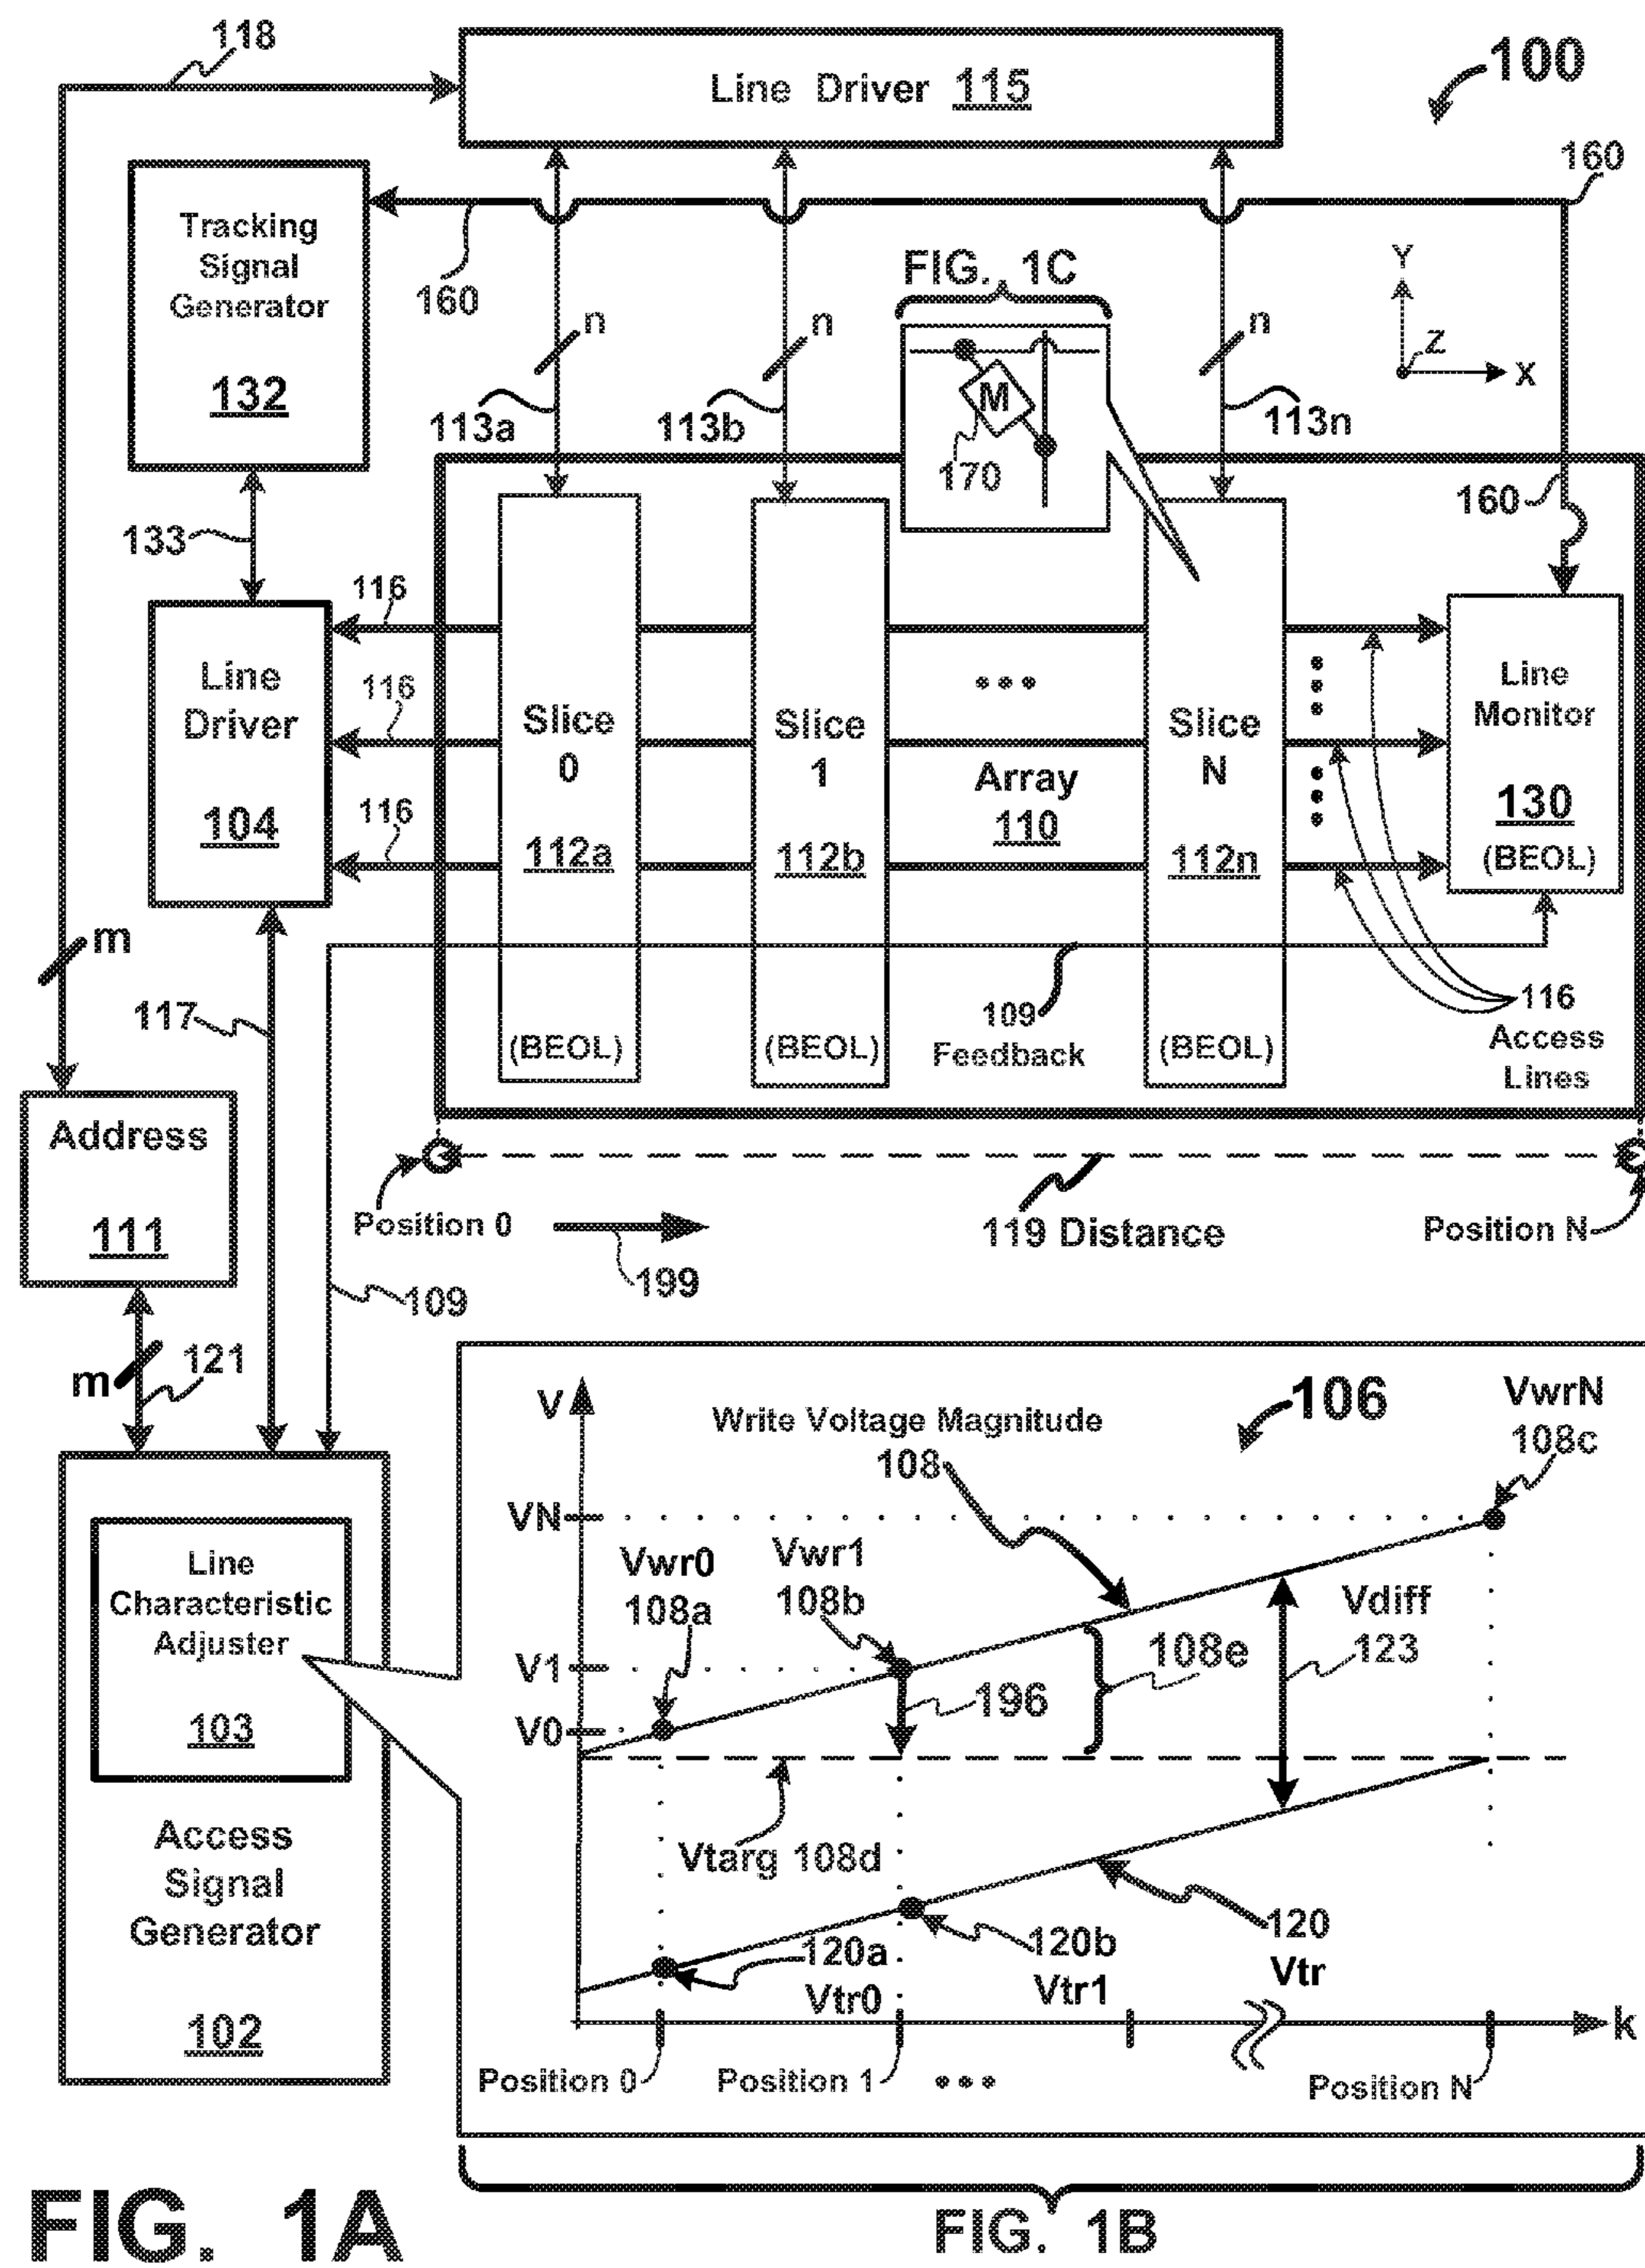 118
Line Driver 115
100
160
Tracking
Signal
Generator
132
160
FIG. 1C
Y
Z
X
n
n
n
113a
113b
113n
M
170
160
133
116
116
116
Line
Driver
104
Slice
0
112a
(BEOL)
Slice
1
112b
(BEOL)
•••
Array
110
Slice
N
112n
(BEOL)
Line
Monitor
130
(BEOL)
m
117
109
Feedback
116
Access
Lines
Address
111
Position 0
199
119 Distance
Position N
109
m
121
Line
Characteristic
Adjuster
103
Access
Signal
Generator
102
V
Write Voltage Magnitude
108
106
VwrN
108c
VN
Vwr0
108a
Vwr1
108b
Vdiff
123
V1
108e
196
V0
Vtarg 108d
120a
Vtr0
120b
Vtr1
120
Vtr
k
Position 0
Position 1
•••
Position N
FIG. 1A
FIG. 1B